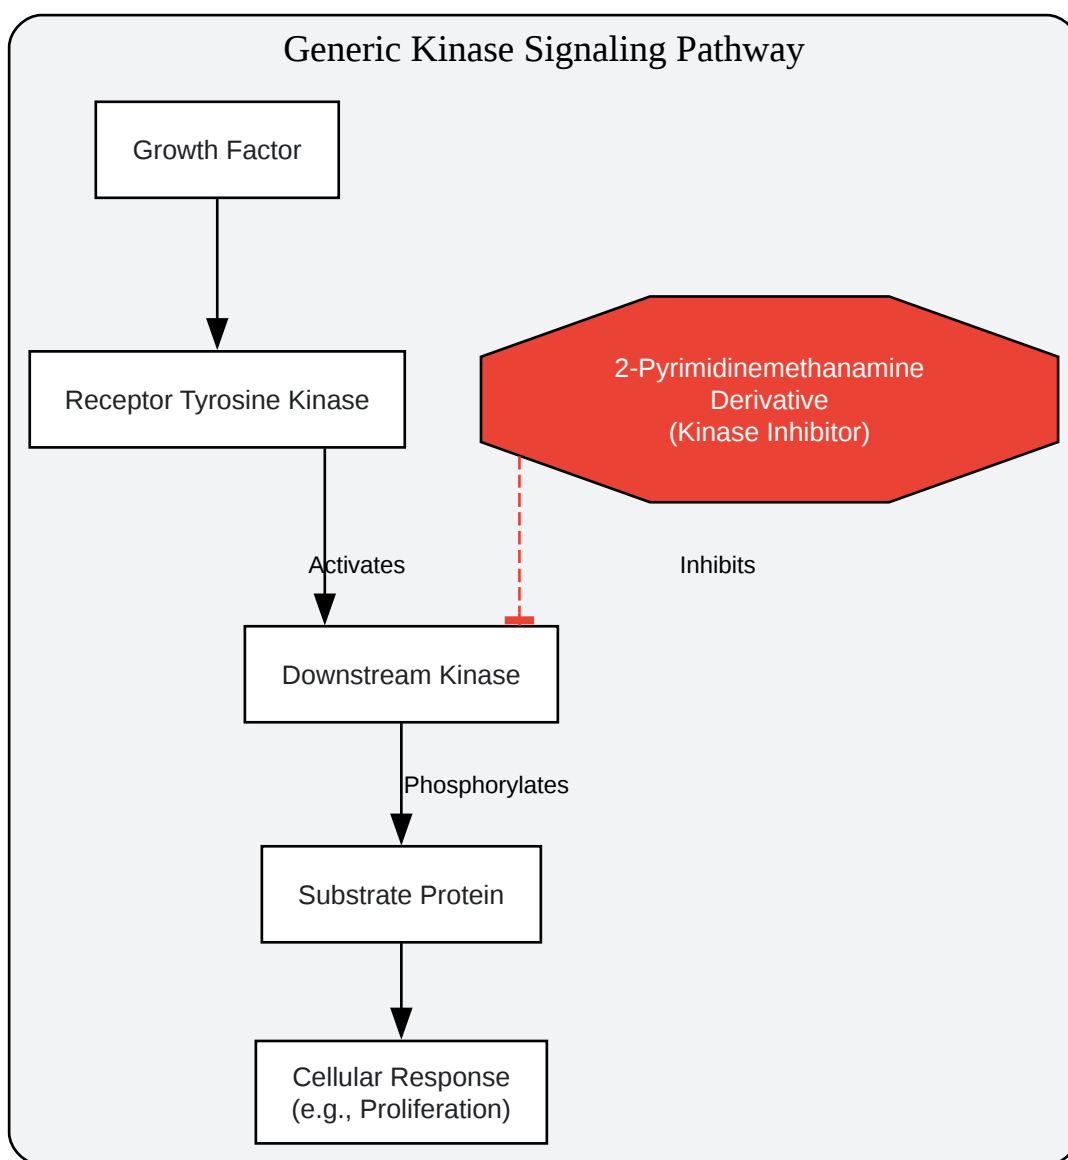 Generic Kinase Signaling Pathway
Growth Factor
Receptor Tyrosine Kinase
2-Pyrimidinemethanamine
Derivative
(Kinase Inhibitor)
Activates
Inhibits
Downstream Kinase
Phosphorylates
Substrate Protein
Cellular Response
(e.g., Proliferation)